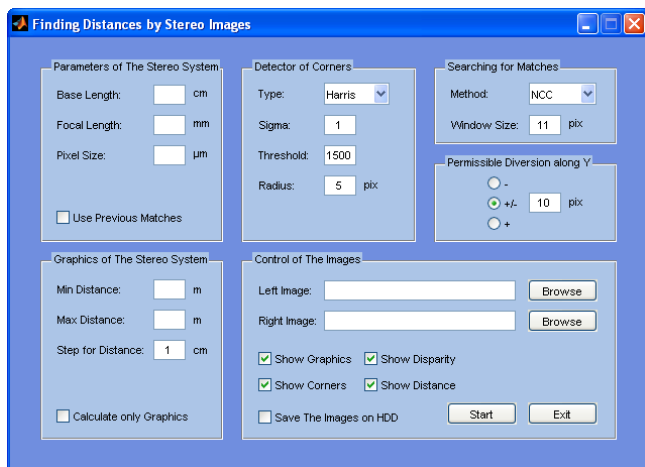 Finding Distances by Stereo Images
Parameters of The Stereo System
Base Length: cm
Focal Length: mm
Pixel Size: µm
Use Previous Matches
Detector of Corners
Type: Harris
Sigma: 1
Threshold: 1500
Radius: 5 pix
Searching for Matches
Method: NCC
Window Size: 11 pix
Permissible Diversion along Y
-
+/- 10 pix
+
Graphics of The Stereo System
Min Distance: m
Max Distance: m
Step for Distance: 1 cm
Calculate only Graphics
Control of The Images
Left Image: Browse
Right Image: Browse
Show Graphics Show Disparity
Show Corners Show Distance
Save The Images on HDD Start Exit